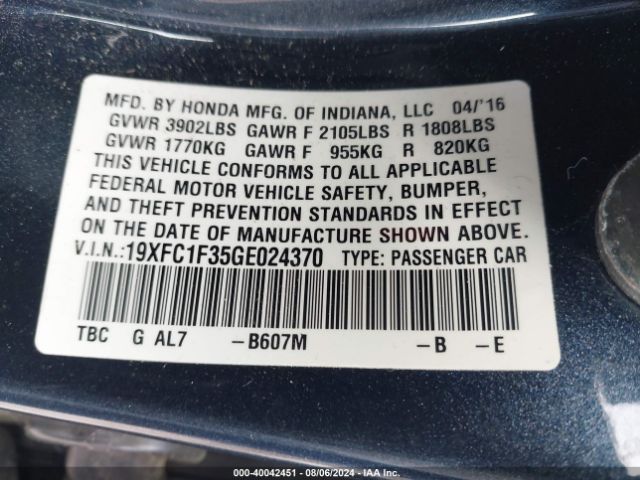 MFD. BY HONDA MFG. OF INDIANA, LLC 04/'16
GVWR 3902LBS GAWR F 2105LBS R 1808LBS
GVWR 1770KG GAWR F 955KG R 820KG
THIS VEHICLE CONFORMS TO ALL APPLICABLE
FEDERAL MOTOR VEHICLE SAFETY, BUMPER,
AND THEFT PREVENTION STANDARDS IN EFFECT
ON THE DATE OF MANUFACTURE SHOWN ABOVE.
V.I.N.:19XFC1F35GE024370 TYPE: PASSENGER CAR
TBC G AL7 –B607M –B –E
000-40042451 - 08/06/2024 - IAA Inc.